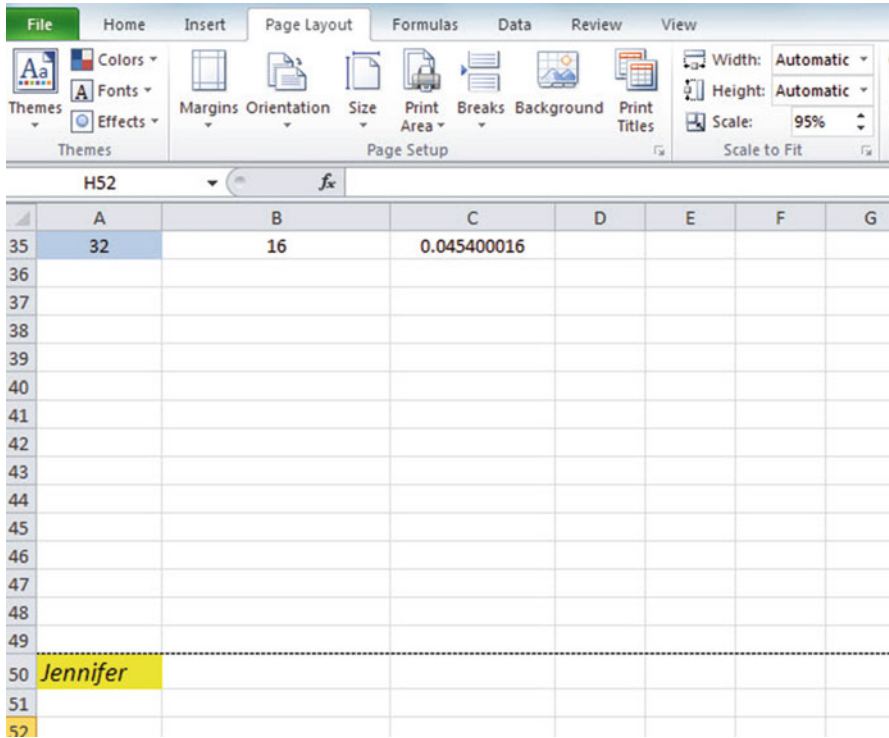 File Home Insert Page Layout Formulas Data Review View
Aa Colors Width: Automatic
A Fonts Height: Automatic
Themes Effects Margins Orientation Size Print Area Breaks Background Print Titles Scale: 95%
Themes Page Setup Scale to Fit
H52 fx
A B C D E F G
35 32 16 0.045400016
36
37
38
39
40
41
42
43
44
45
46
47
48
49
50 Jennifer
51
52